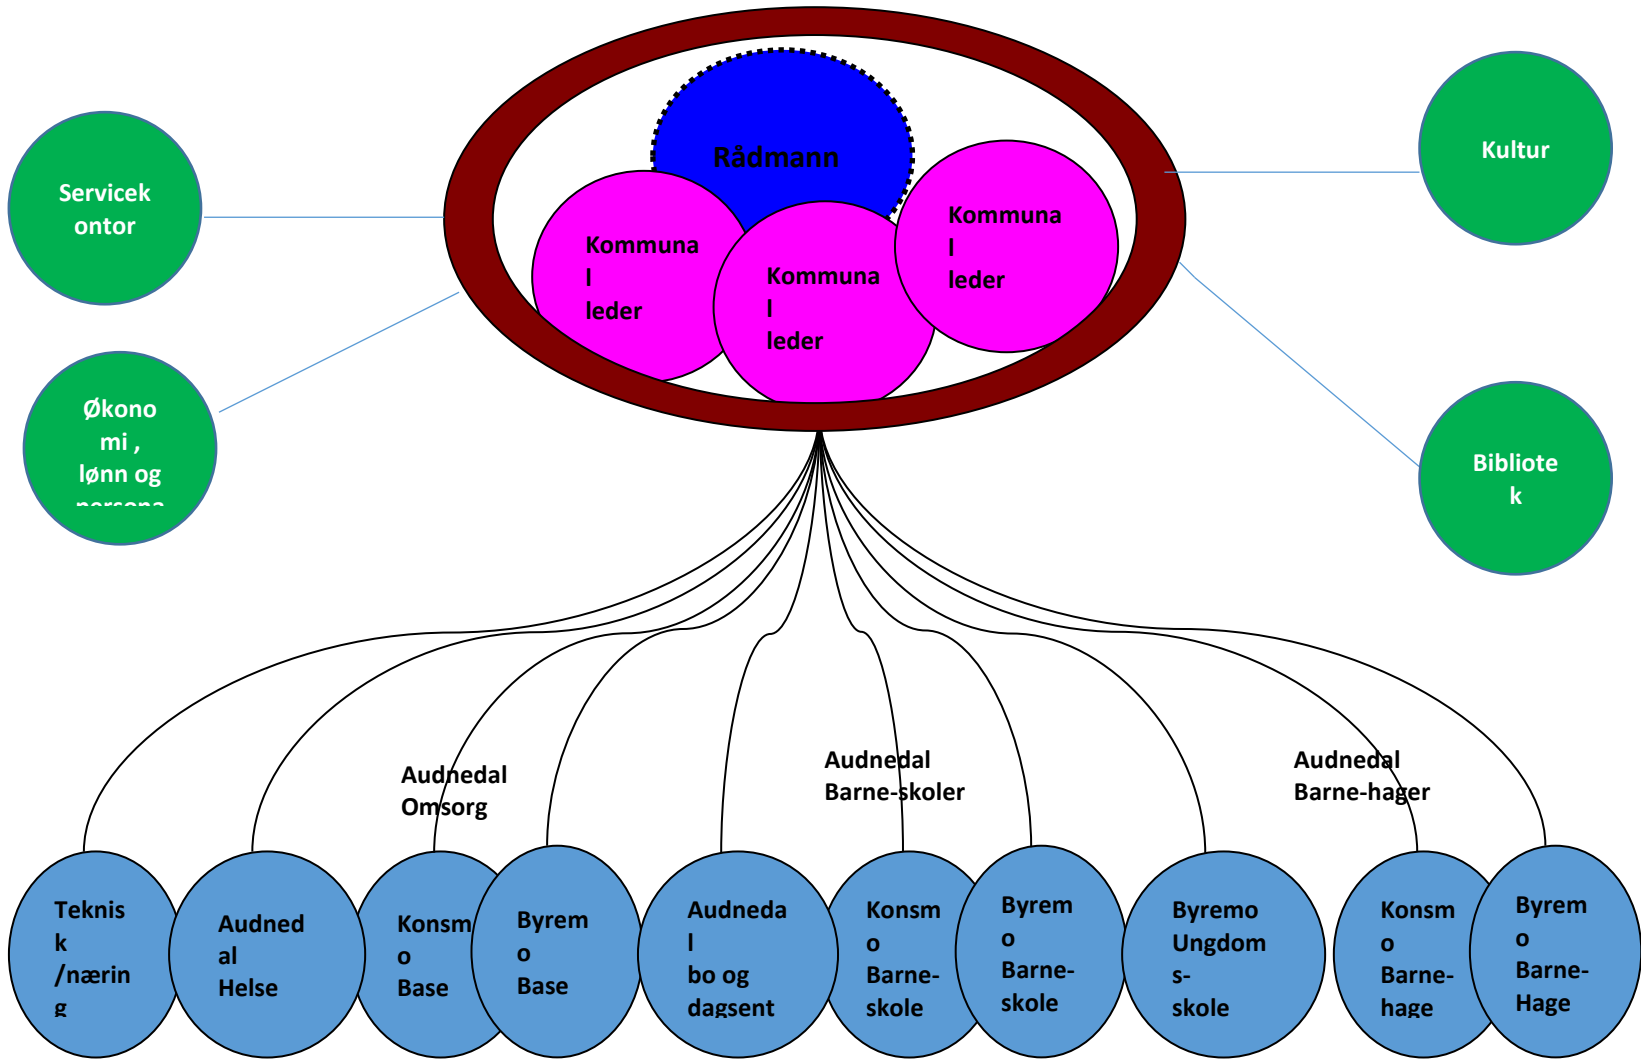 Rådmann
Kommuna
l
leder
Kommuna
l
leder
Kommuna
l
leder
Servicek
ontor
Økono
mi ,
lønn og
persona
Kultur
Bibliote
k
Audnedal
Omsorg
Audnedal
Barne-skoler
Audnedal
Barne-hager
Teknis
k
/nærin
g
Audned
al
Helse
Konsm
o
Base
Byrem
o
Base
Audneda
l
bo og
dagsent
Konsm
o
Barne-
skole
Byrem
o
Barne-
skole
Byremo
Ungdom
s-
skole
Konsm
o
Barne-
hage
Byrem
o
Barne-
Hage